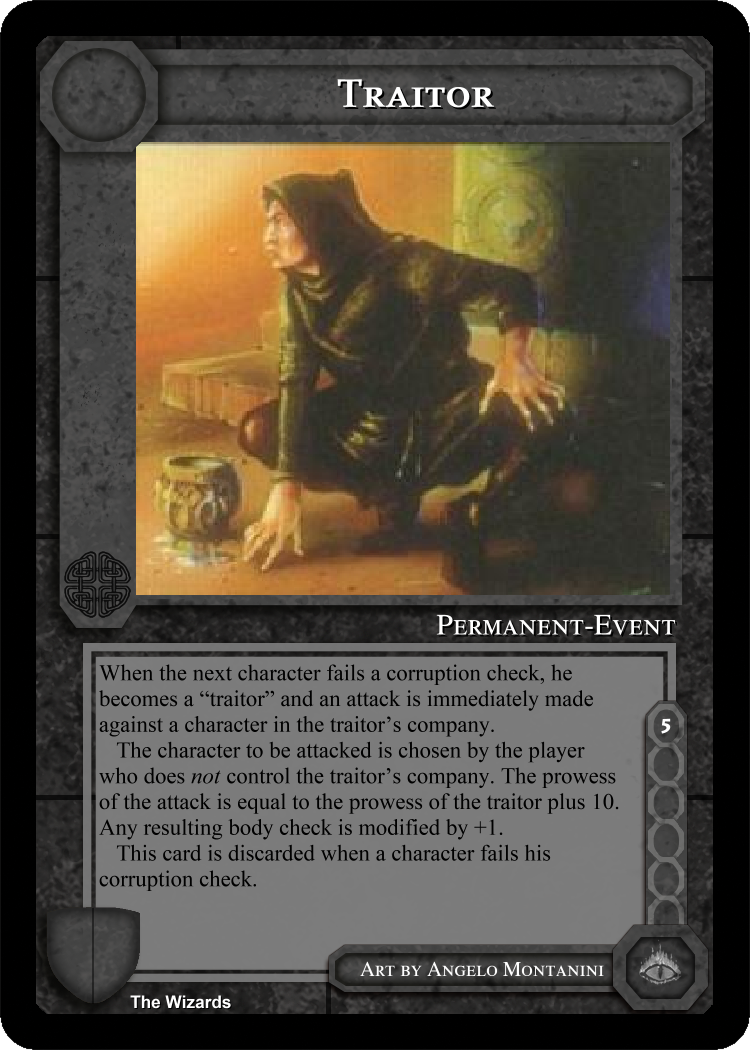 Traitor
Permanent-Event
When the next character fails a corruption check, he
becomes a “traitor” and an attack is immediately made
against a character in the traitor’s company.
The character to be attacked is chosen by the player
who does not control the traitor’s company. The prowess
of the attack is equal to the prowess of the traitor plus 10.
Any resulting body check is modified by +1.
This card is discarded when a character fails his
corruption check.
5
Art by Angelo Montanini
The Wizards